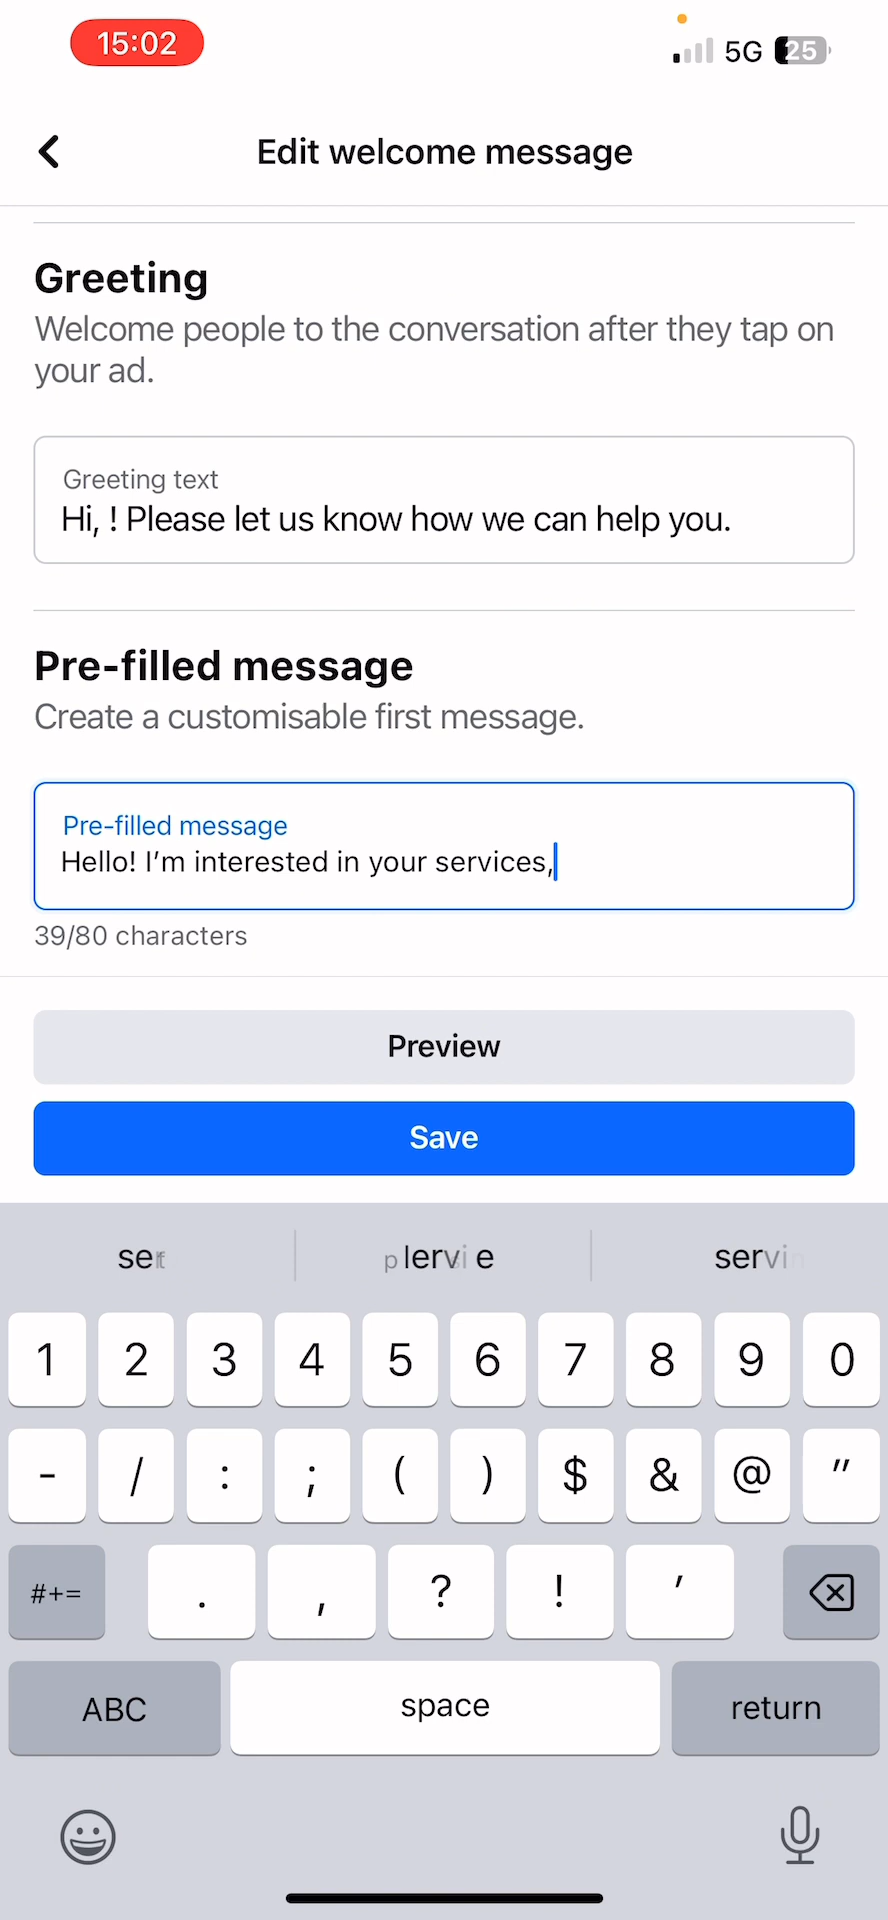 15:02
5G 25
Edit welcome message
Greeting
Welcome people to the conversation after they tap on
your ad.
Greeting text
Hi, ! Please let us know how we can help you.
Pre-filled message
Create a customisable first message.
Pre-filled message
Hello! I'm interested in your services,
39/80 characters
Preview
Save
1 2 3 4 5 6 7 8 9 0
- / : ; ( ) $ & @ "
#+= . , ? ! '
ABC space return